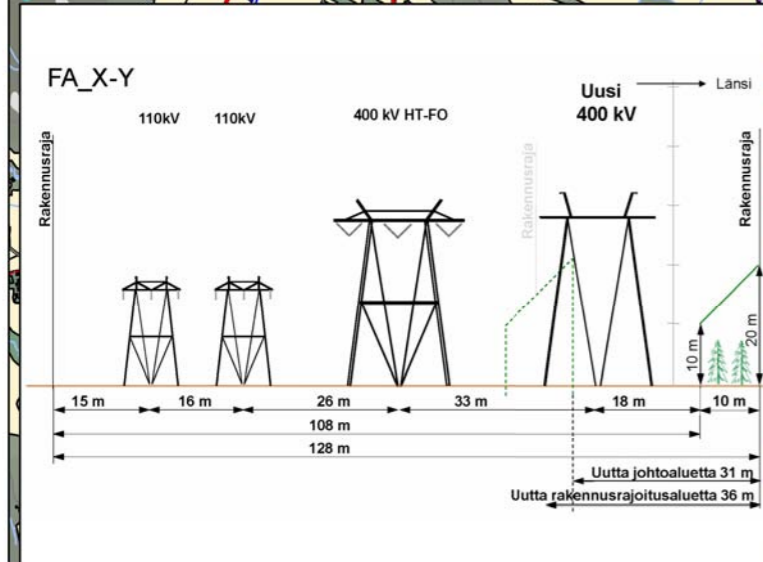 FA_X-Y
110kV
110kV
400 kV HT-FO
Uusi
400 kV
Länsi
Rakennusraja
Rakennusraja
Rakennusraja
10 m
20 m
15 m
16 m
26 m
33 m
18 m
10 m
108 m
128 m
Uutta johtoaluetta 31 m
Uutta rakennusrajoitusaluetta 36 m